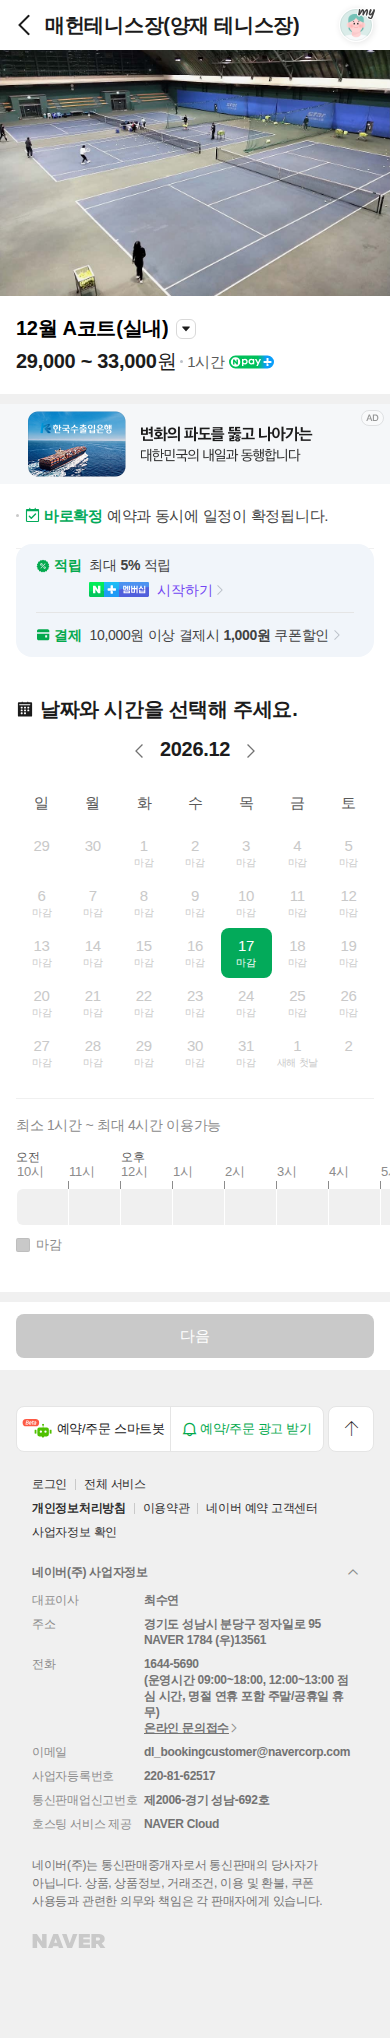 매헌테니스장(양재 테니스장)
my
12월 A코트(실내)
29,000 ~ 33,000원 · 1시간 N pay +
AD
한국수출입은행
변화의 파도를 뚫고 나아가는
대한민국의 내일과 동행합니다
바로확정 예약과 동시에 일정이 확정됩니다.
적립 최대 5% 적립
N + 멤버십 시작하기
결제 10,000원 이상 결제시 1,000원 쿠폰할인
날짜와 시간을 선택해 주세요.
2026.12
일 월 화 수 목 금 토
29 30 1 2 3 4 5
마감 마감 마감 마감 마감
6 7 8 9 10 11 12
마감 마감 마감 마감 마감 마감 마감
13 14 15 16 17 18 19
마감 마감 마감 마감 마감 마감 마감
20 21 22 23 24 25 26
마감 마감 마감 마감 마감 마감 마감
27 28 29 30 31 1 2
마감 마감 마감 마감 마감 새해 첫날
최소 1시간 ~ 최대 4시간 이용가능
오전 오후
10시 11시 12시 1시 2시 3시 4시 5
마감
다음
Beta 예약/주문 스마트봇 예약/주문 광고 받기
로그인 전체 서비스
개인정보처리방침 이용약관 네이버 예약 고객센터
사업자정보 확인
네이버(주) 사업자정보
대표이사 최수연
주소 경기도 성남시 분당구 정자일로 95
NAVER 1784 (우)13561
전화 1644-5690
(운영시간 09:00~18:00, 12:00~13:00 점
심 시간, 명절 연휴 포함 주말/공휴일 휴
무)
온라인 문의접수
이메일 dl_bookingcustomer@navercorp.com
사업자등록번호 220-81-62517
통신판매업신고번호 제2006-경기 성남-692호
호스팅 서비스 제공 NAVER Cloud
네이버(주)는 통신판매중개자로서 통신판매의 당사자가
아닙니다. 상품, 상품정보, 거래조건, 이용 및 환불, 쿠폰
사용등과 관련한 의무와 책임은 각 판매자에게 있습니다.
NAVER